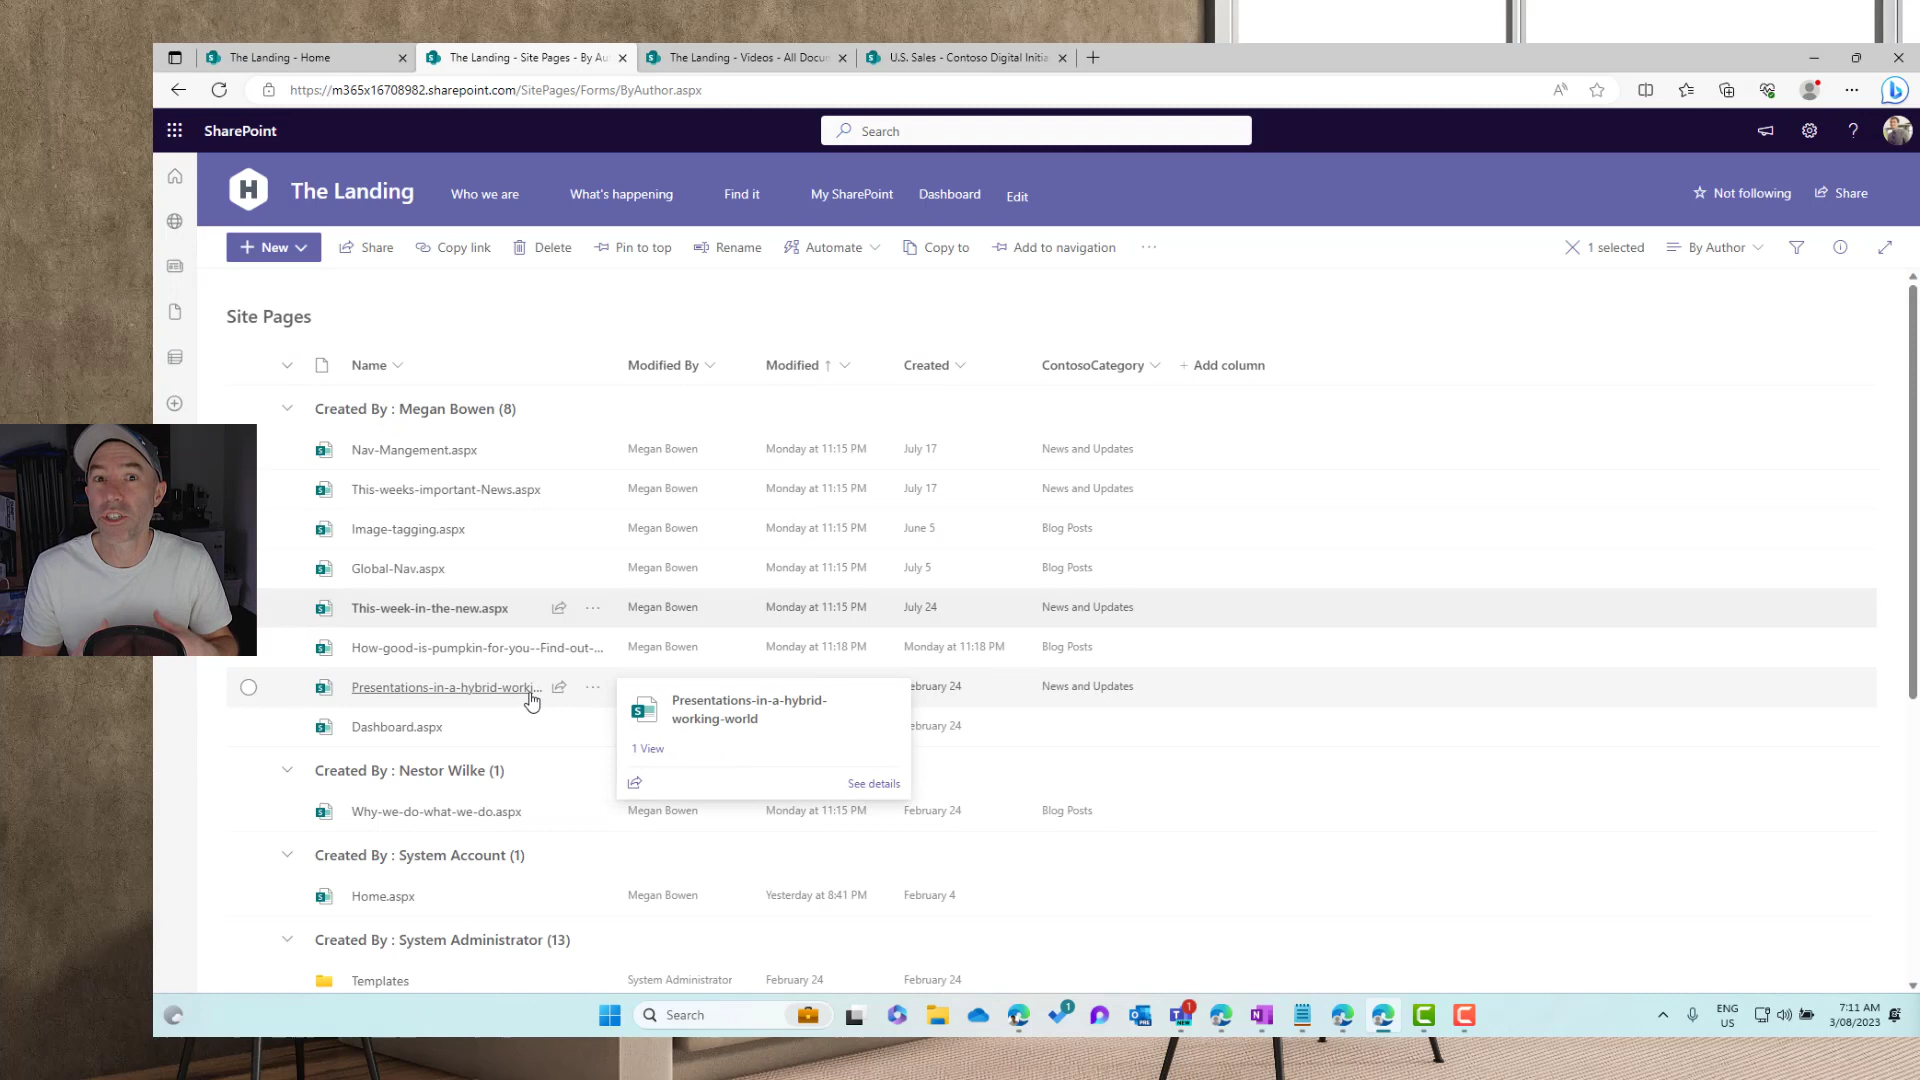 The Landing - Home
The Landing - Site Pages - By Au
The Landing - Videos - All Docum
U.S. Sales - Contoso Digital Initia
https://m365x16708982.sharepoint.com/SitePages/Forms/ByAuthor.aspx
SharePoint
Search
H
The Landing
Who we are
What's happening
Find it
My SharePoint
Dashboard
Edit
Not following
Share
New
Share
Copy link
Delete
Pin to top
Rename
Automate
Copy to
Add to navigation
1 selected
By Author
Site Pages
Name Modified By Modified Created ContosoCategory + Add column
Created By : Megan Bowen (8)
Nav-Mangement.aspx Megan Bowen Monday at 11:15 PM July 17 News and Updates
This-weeks-important-News.aspx Megan Bowen Monday at 11:15 PM July 17 News and Updates
Image-tagging.aspx Megan Bowen Monday at 11:15 PM June 5 Blog Posts
Global-Nav.aspx Megan Bowen Monday at 11:15 PM July 5 Blog Posts
This-week-in-the-new.aspx Megan Bowen Monday at 11:15 PM July 24 News and Updates
How-good-is-pumpkin-for-you--Find-out-... Megan Bowen Monday at 11:18 PM Monday at 11:18 PM Blog Posts
Presentations-in-a-hybrid-worki... ebruary 24 News and Updates
Presentations-in-a-hybrid-
working-world
Dashboard.aspx ebruary 24
1 View
See details
Created By : Nestor Wilke (1)
Why-we-do-what-we-do.aspx Megan Bowen Monday at 11:15 PM February 24 Blog Posts
Created By : System Account (1)
Home.aspx Megan Bowen Yesterday at 8:41 PM February 4
Created By : System Administrator (13)
Templates System Administrator February 24 February 24
Search
1
1
NEW
PRE
N
ENG
US
7:11 AM
3/08/2023